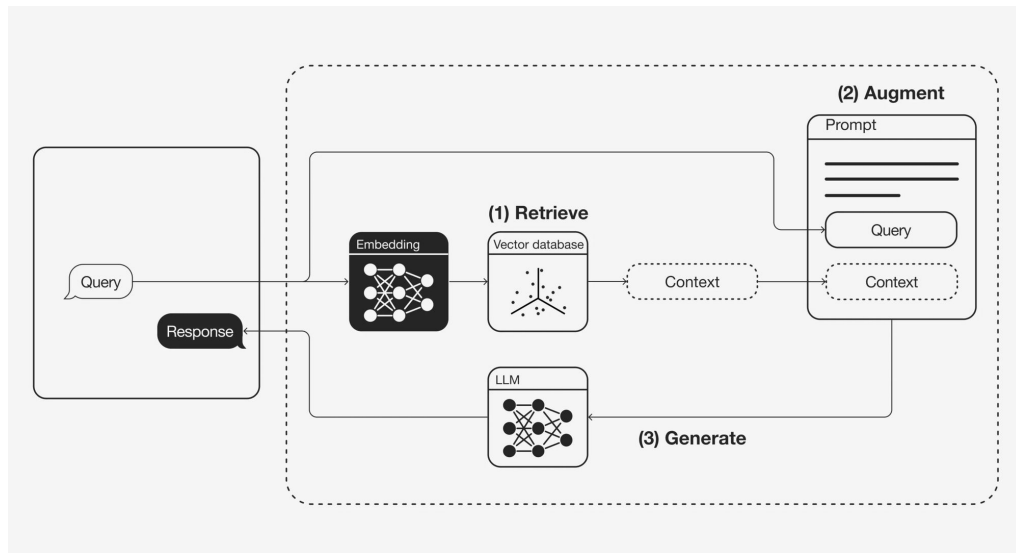 (2) Augment
Prompt
(1) Retrieve
Query
Embedding
Vector database
Query
Context
Context
Response
LLM
(3) Generate